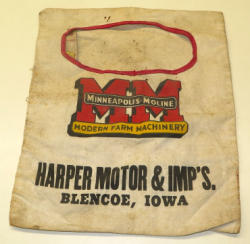 MM
MINNEAPOLIS-MOLINE
MODERN FARM MACHINERY
HARPER MOTOR & IMP'S.
BLENCOE, IOWA